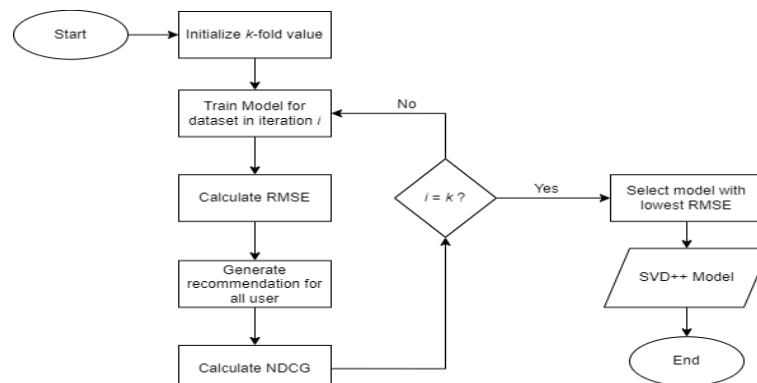 Start
Initialize k-fold value
Train Model for
dataset in iteration i
Calculate RMSE
Generate
recommendation for
all user
Calculate NDCG
No
i = k ?
Yes
Select model with
lowest RMSE
SVD++ Model
End